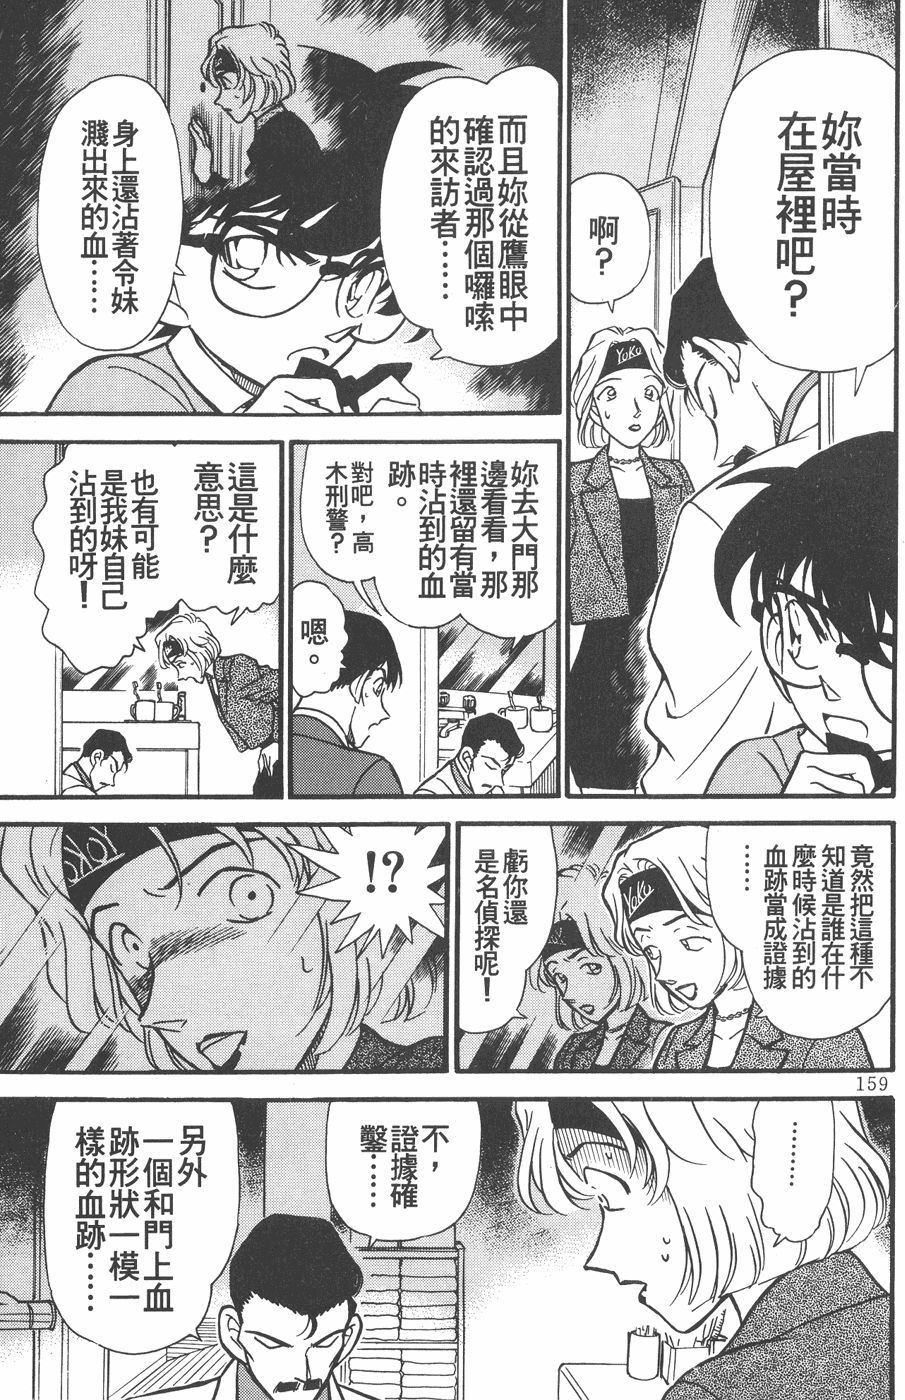 妳當時
在屋裡吧？
啊？
YoKo
而且妳從鷹眼中
確認過那個囉嗦
的來訪者……
身上還沾著令妹
濺出來的血……
妳去大門那
邊看看，那
裡還留有當
時沾到的血
跡。
對吧，高
木刑警？
嗯。
這是什麼
意思？
也有可能
是我妹自己
沾到的呀！
竟然把這種不
知道是誰在什
麼時候沾到的
血跡當成證據
……
YoKo
虧你還
是名偵探呢！
YoKo
!?
159
……
不，
證據確
鑿……
另外
一個和門上血
跡形狀一模一
樣的血跡……